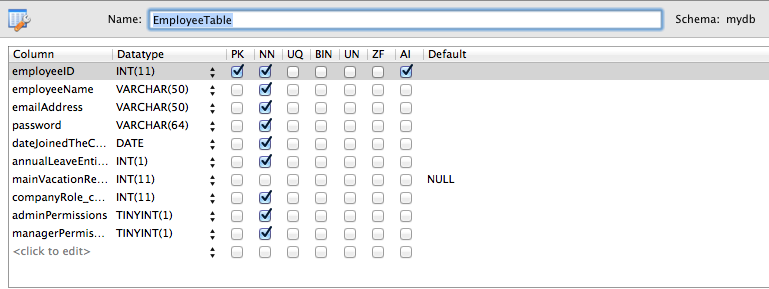 Name: EmployeeTable Schema: mydb
Column Datatype PK NN UQ BIN UN ZF AI Default
employeeID INT(11)
employeeName VARCHAR(50)
emailAddress VARCHAR(50)
password VARCHAR(64)
dateJoinedTheC... DATE
annualLeaveEnti... INT(1)
mainVacationRe... INT(11) NULL
companyRole_c... INT(11)
adminPermissions TINYINT(1)
managerPermis... TINYINT(1)
<click to edit>